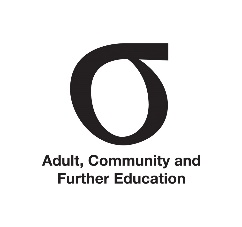 Adult, Community and
Further Education